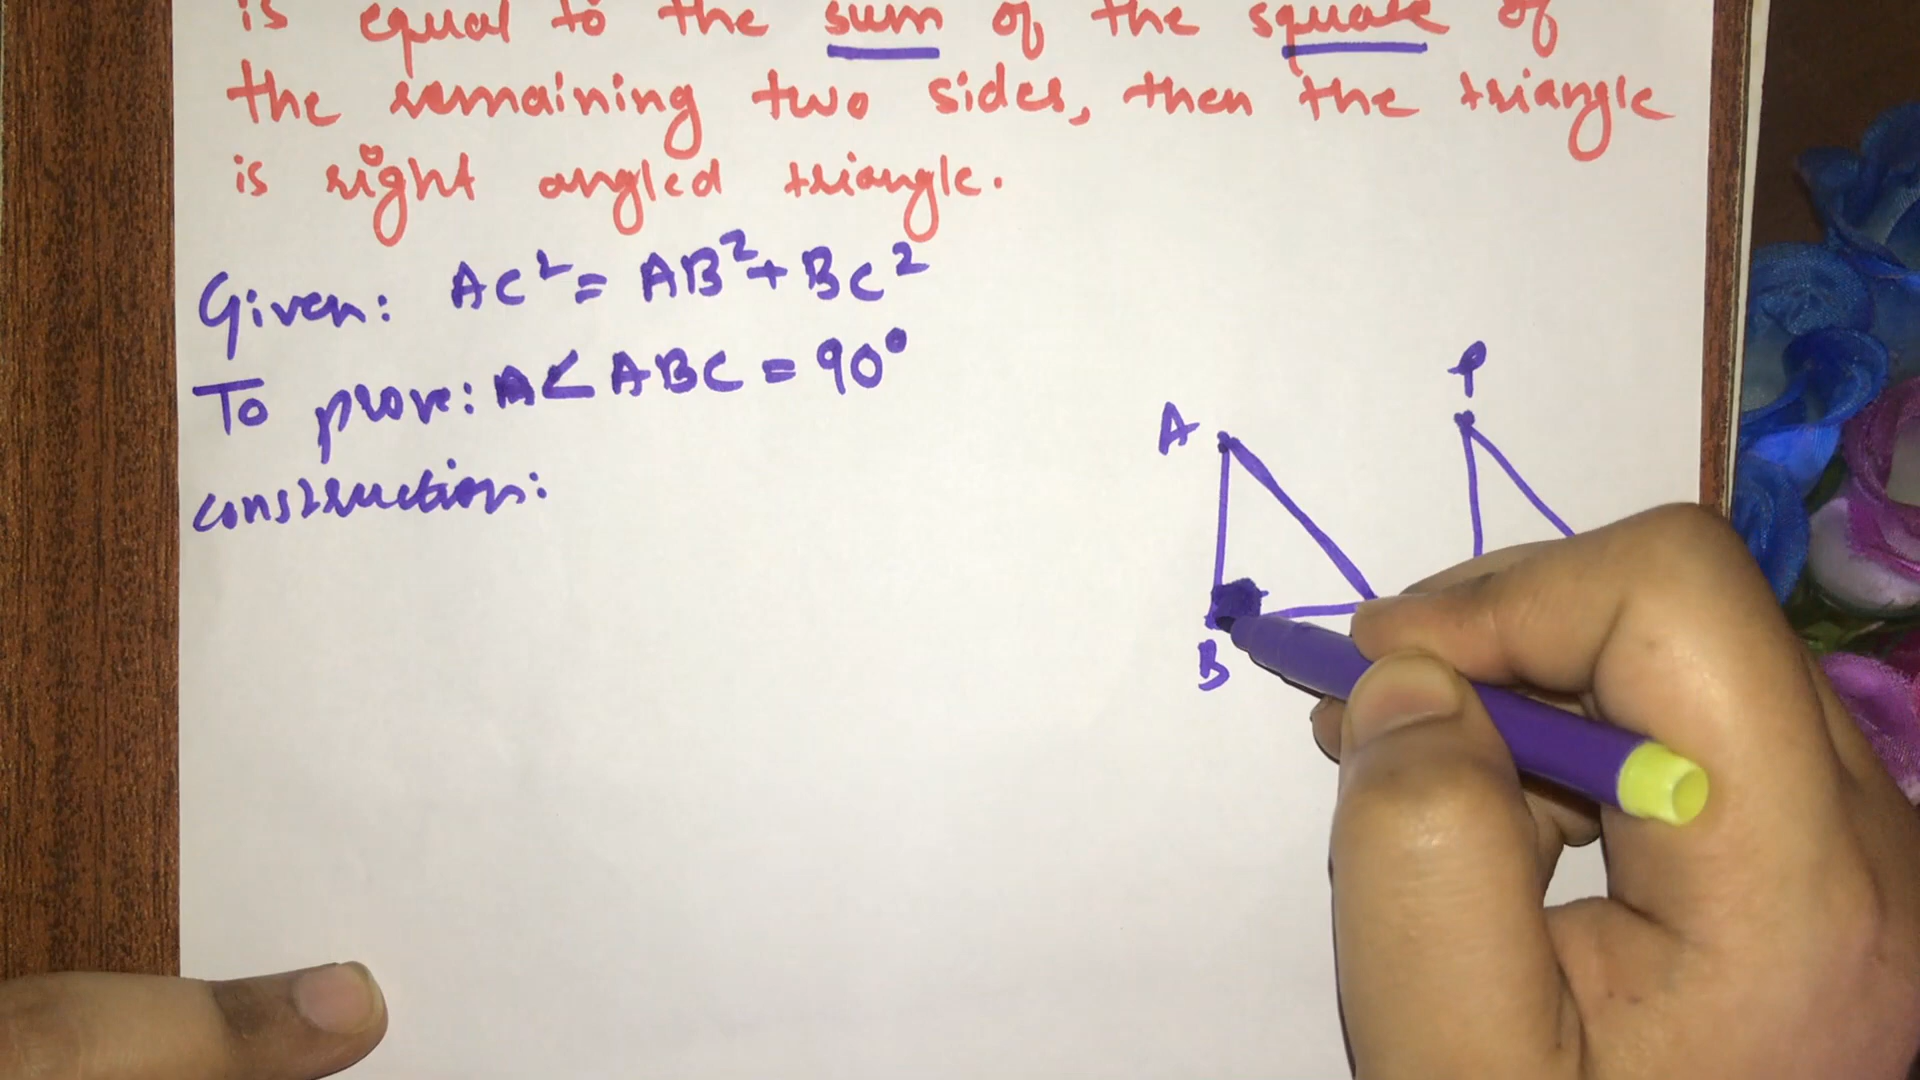 is equal to the sum of the square of
the remaining two sides, then the triangle
is right angled triangle.
Given: AC² = AB² + BC²
To prove: A∠ABC = 90°
construction:
P
A
B